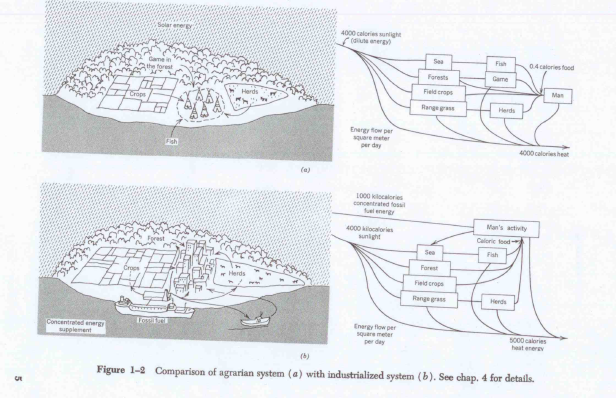 Solar energy
Game in
the forest
Crops
Herds
Fish
4000 calories sunlight
(dilute energy)
Sea
Fish
Forests
Game
Field crops
Range grass
Herds
0.4 calories food
Man
Energy flow per
square meter
per day
4000 calories heat
(a)
Forest
Crops
Herds
Concentrated energy
supplement
Fossil fuel
1000 kilocalories
concentrated fossil
fuel energy
4000 kilocalories
sunlight
Man's activity
Caloric food
Sea
Fish
Forest
Field crops
Range grass
Herds
Energy flow per
square meter
per day
5000 calories
heat energy
(b)
Figure 1–2 Comparison of agrarian system (a) with industrialized system (b). See chap. 4 for details.
5